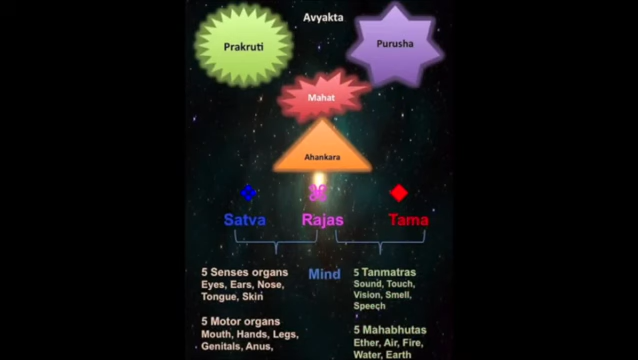 Avyakta
Prakruti
Purusha
Mahat
Ahankara
Satva
Rajas
Tama
5 Senses organs
Eyes, Ears, Nose,
Tongue, Skin
5 Motor organs
Mouth, Hands, Legs,
Genitals, Anus,
Mind
5 Tanmatras
Sound, Touch,
Vision, Smell,
Speech
5 Mahabhutas
Ether, Air, Fire,
Water, Earth